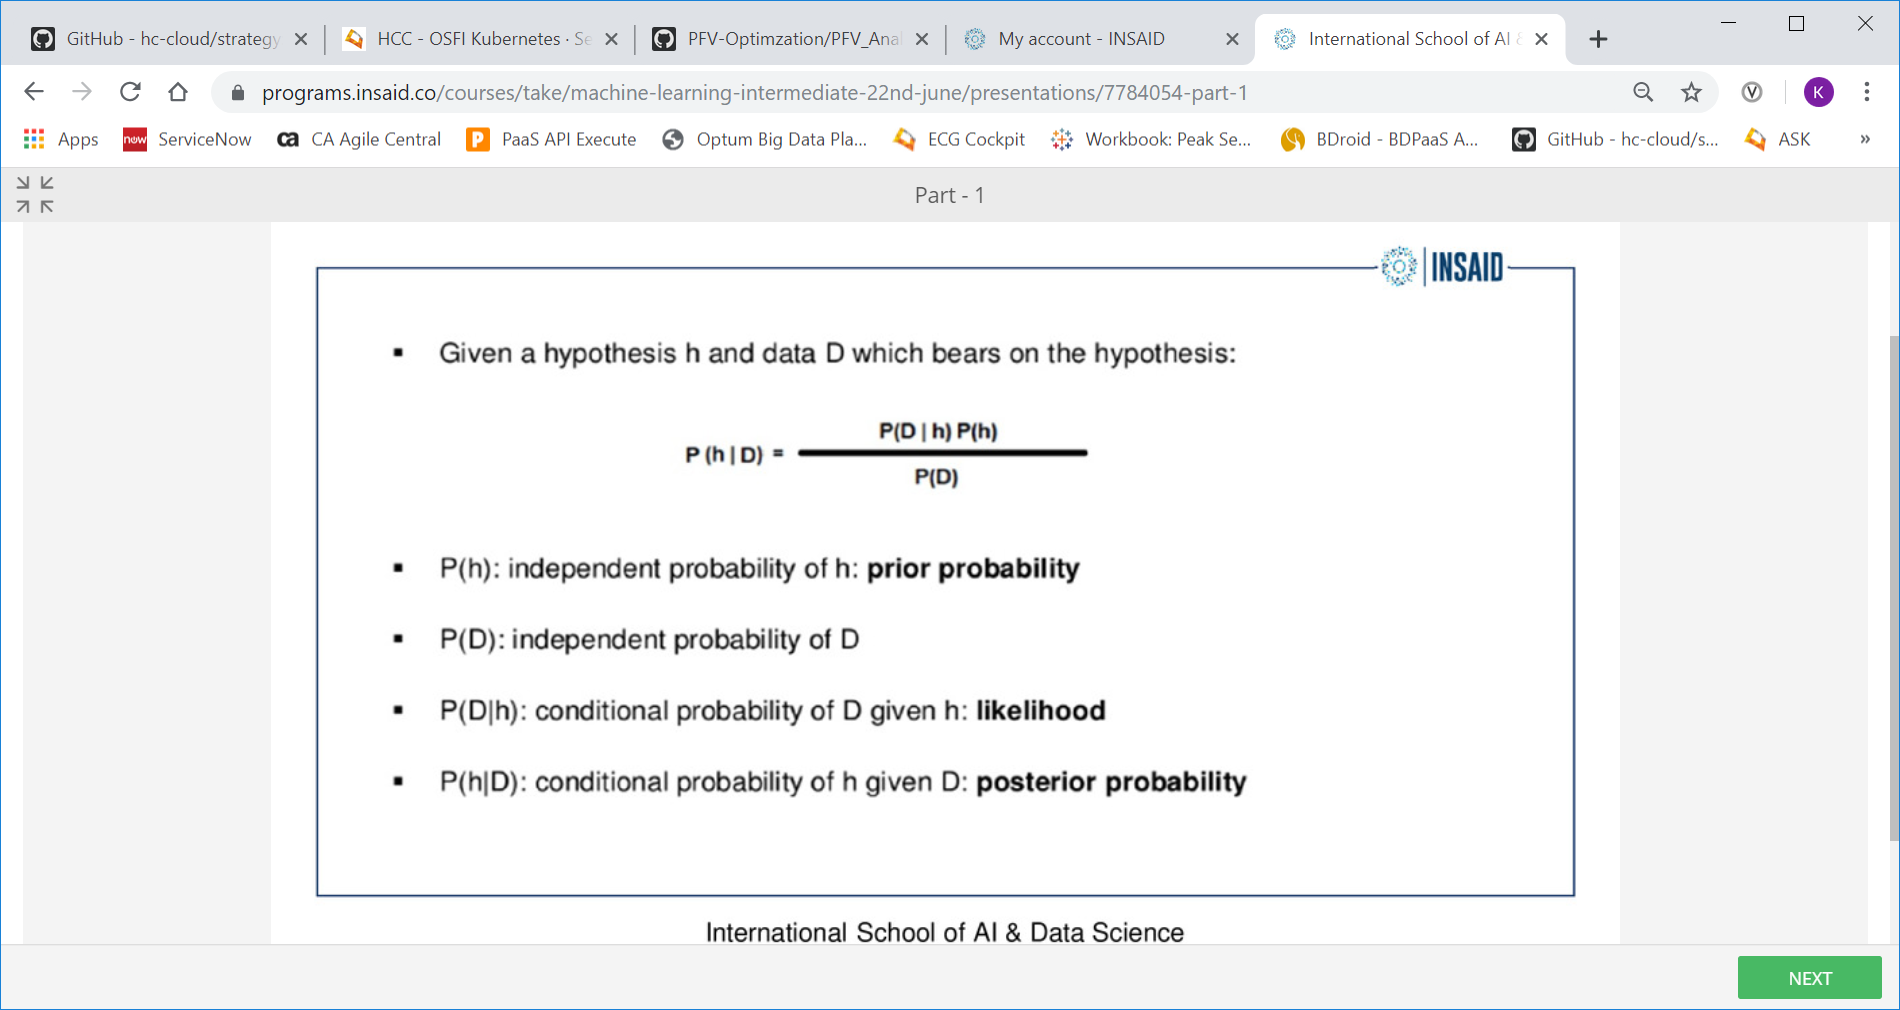 GitHub - hc-cloud/strategy
HCC - OSFI Kubernetes · Se
PFV-Optimzation/PFV_Anal
My account - INSAID
International School of AI &
programs.insaid.co/courses/take/machine-learning-intermediate-22nd-june/presentations/7784054-part-1
K
Apps
now ServiceNow
ca CA Agile Central
P PaaS API Execute
Optum Big Data Pla...
ECG Cockpit
Workbook: Peak Se...
BDroid - BDPaaS A...
GitHub - hc-cloud/s...
ASK
»
Part - 1
INSAID
▪ Given a hypothesis h and data D which bears on the hypothesis:
P(D | h) P(h)
P (h | D) =
P(D)
▪ P(h): independent probability of h: prior probability
▪ P(D): independent probability of D
▪ P(D|h): conditional probability of D given h: likelihood
▪ P(h|D): conditional probability of h given D: posterior probability
International School of AI & Data Science
NEXT